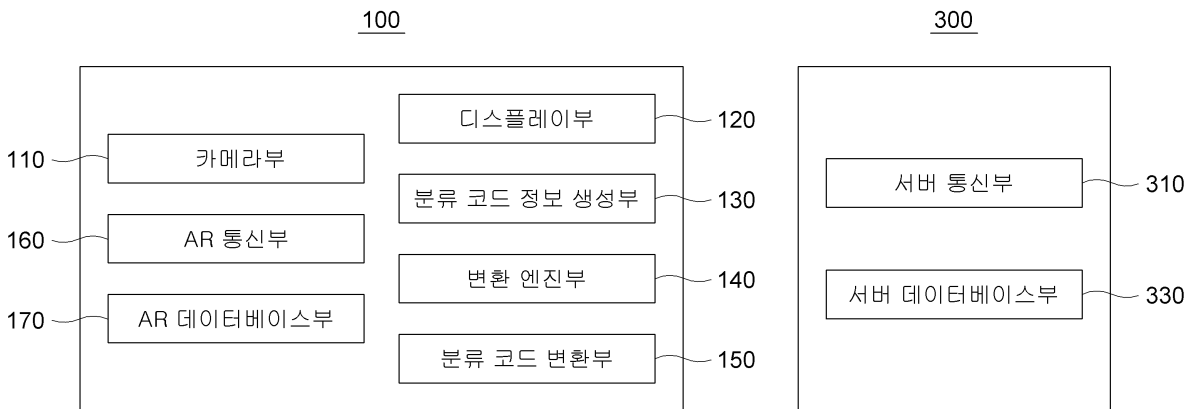 100
300
디스플레이부
120
110
카메라부
서버 통신부
310
분류 코드 정보 생성부
130
160
AR 통신부
변환 엔진부
140
서버 데이터베이스부
330
170
AR 데이터베이스부
분류 코드 변환부
150